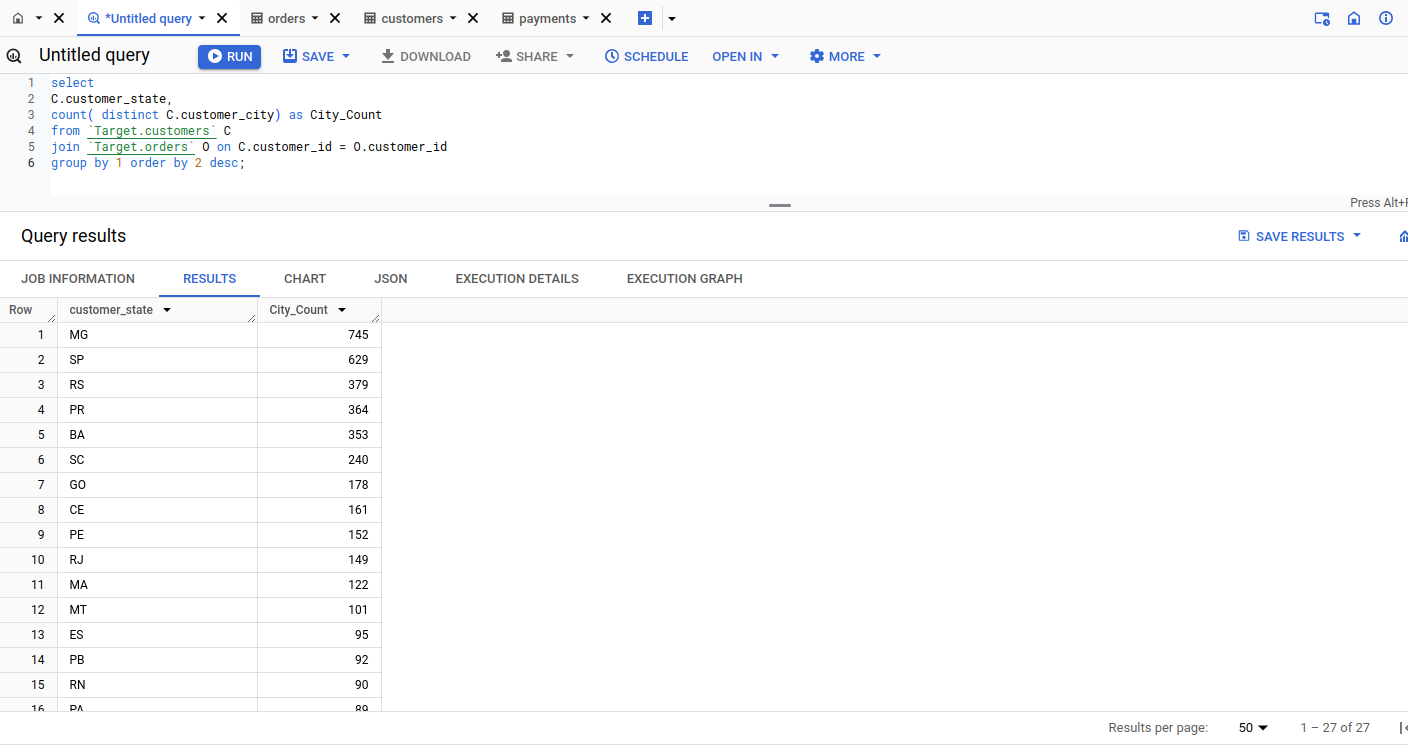 *Untitled query orders customers payments
Untitled query RUN SAVE DOWNLOAD SHARE SCHEDULE OPEN IN MORE
1 select
2 C.customer_state,
3 count( distinct C.customer_city) as City_Count
4 from `Target.customers` C
5 join `Target.orders` O on C.customer_id = O.customer_id
6 group by 1 order by 2 desc;
Press Alt+F
Query results SAVE RESULTS
JOB INFORMATION RESULTS CHART JSON EXECUTION DETAILS EXECUTION GRAPH
Row customer_state City_Count
1 MG 745
2 SP 629
3 RS 379
4 PR 364
5 BA 353
6 SC 240
7 GO 178
8 CE 161
9 PE 152
10 RJ 149
11 MA 122
12 MT 101
13 ES 95
14 PB 92
15 RN 90
16 PA 89
Results per page: 50 1 – 27 of 27